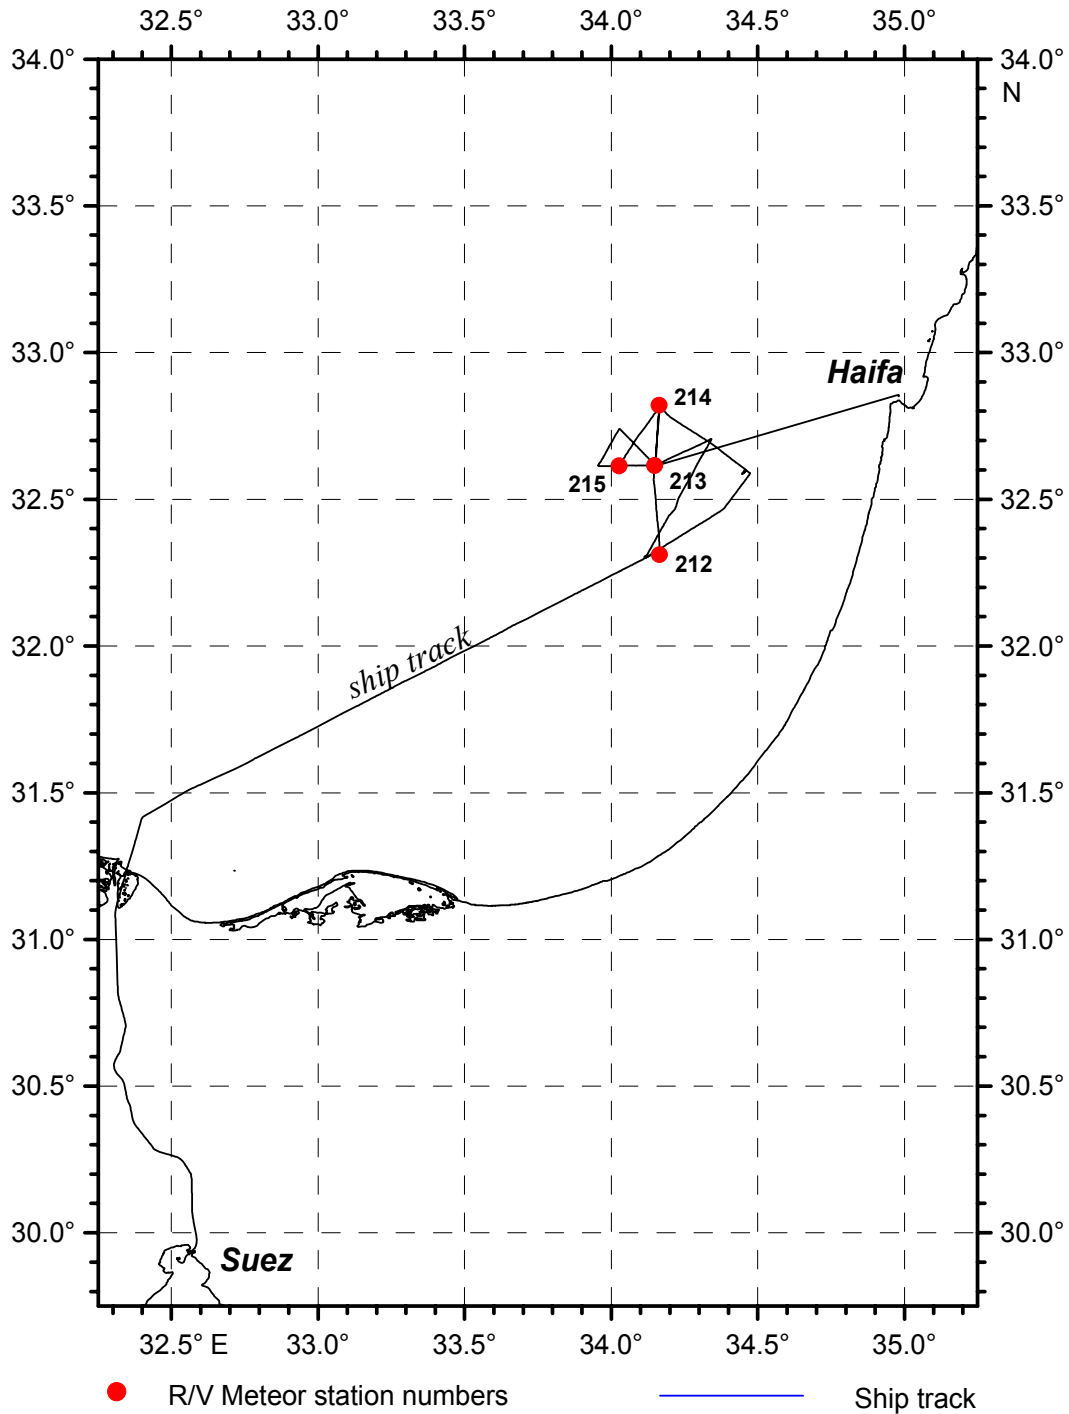 32.5° 33.0° 33.5° 34.0° 34.5° 35.0°
34.0° 34.0°
N
33.5° 33.5°
33.0° 33.0°
Haifa
214
215 213
32.5° 32.5°
212
32.0° 32.0°
ship track
31.5° 31.5°
31.0° 31.0°
30.5° 30.5°
30.0° 30.0°
Suez
32.5° E 33.0° 33.5° 34.0° 34.5° 35.0°
R/V Meteor station numbers Ship track